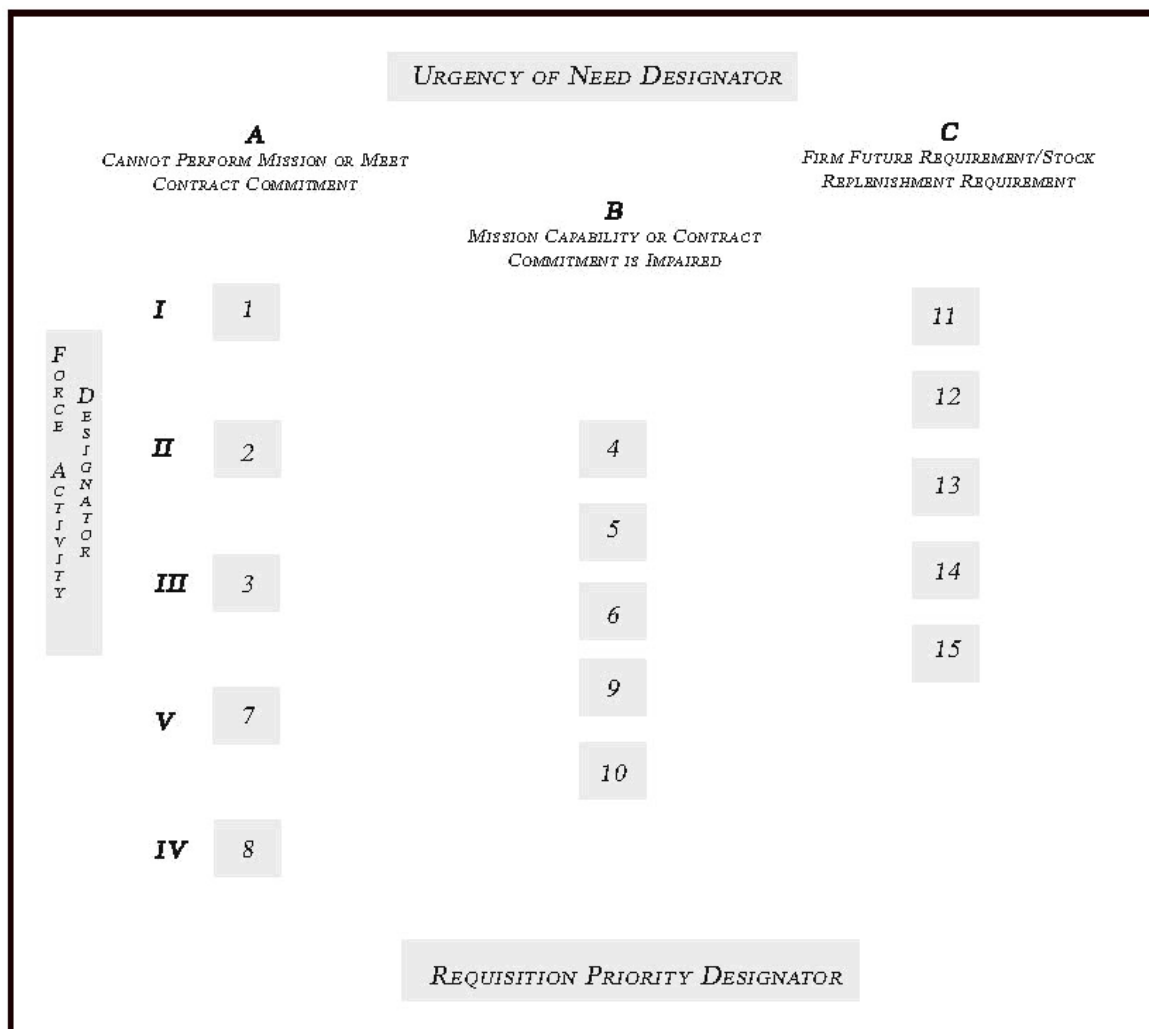 URGENCY OF NEED DESIGNATOR
A
CANNOT PERFORM MISSION OR MEET
CONTRACT COMMITMENT
B
MISSION CAPABILITY OR CONTRACT
COMMITMENT IS IMPAIRED
C
FIRM FUTURE REQUIREMENT/STOCK
REPLENISHMENT REQUIREMENT
FORCE ACTIVITY
DESIGNATOR
I 1 11
12
II 2 4
13
5
III 3 14
6
15
9
V 7
10
IV 8
REQUISITION PRIORITY DESIGNATOR